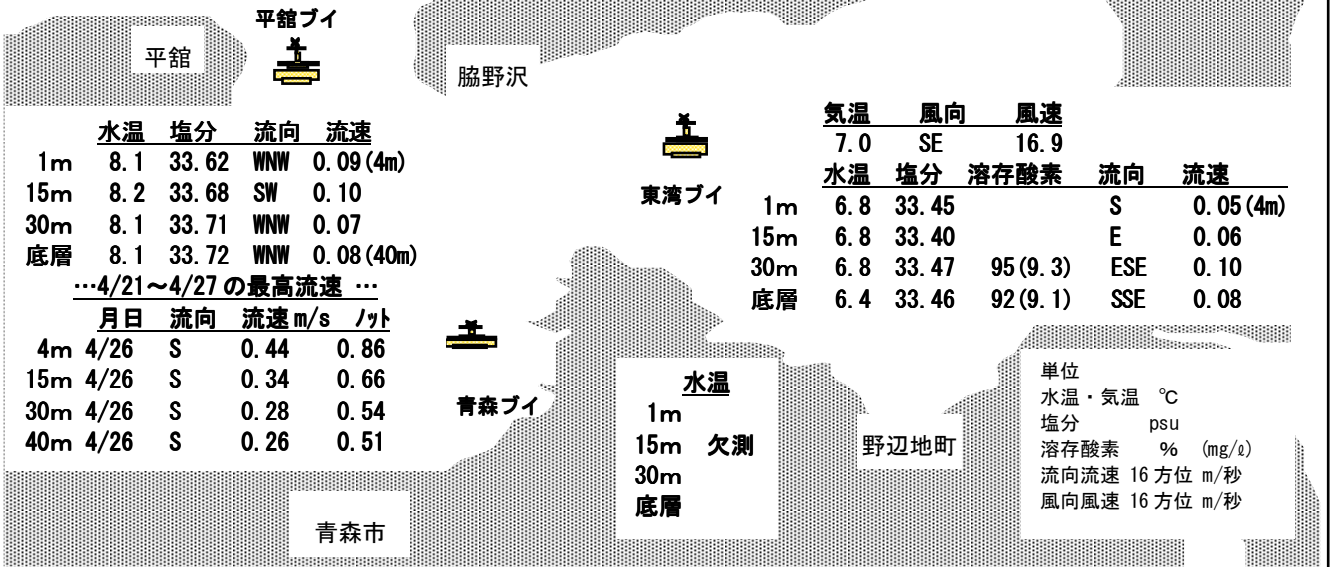 平舘ブイ
平舘
脇野沢
水温 塩分 流向 流速
1m 8.1 33.62 WNW 0.09(4m)
15m 8.2 33.68 SW 0.10
30m 8.1 33.71 WNW 0.07
底層 8.1 33.72 WNW 0.08(40m)
…4/21～4/27の最高流速 …
月日 流向 流速m/s ﾉｯﾄ
4m 4/26 S 0.44 0.86
15m 4/26 S 0.34 0.66
30m 4/26 S 0.28 0.54
40m 4/26 S 0.26 0.51
東湾ブイ
気温 風向 風速
7.0 SE 16.9
水温 塩分 溶存酸素 流向 流速
1m 6.8 33.45 S 0.05(4m)
15m 6.8 33.40 E 0.06
30m 6.8 33.47 95(9.3) ESE 0.10
底層 6.4 33.46 92(9.1) SSE 0.08
青森ブイ
水温
1m
15m 欠測
30m
底層
野辺地町
青森市
単位
水温・気温 ℃
塩分 psu
溶存酸素 % (mg/ℓ)
流向流速 16方位 m/秒
風向風速 16方位 m/秒